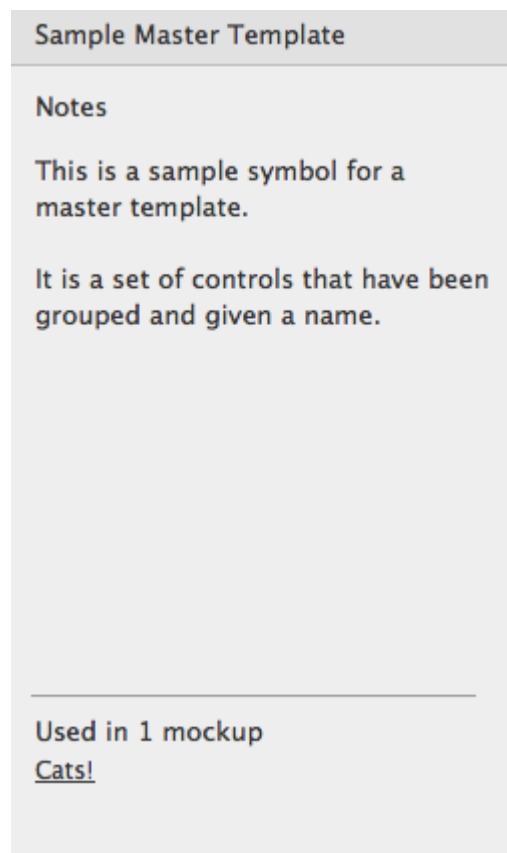 Sample Master Template
Notes
This is a sample symbol for a
master template.
It is a set of controls that have been
grouped and given a name.
Used in 1 mockup
Cats!